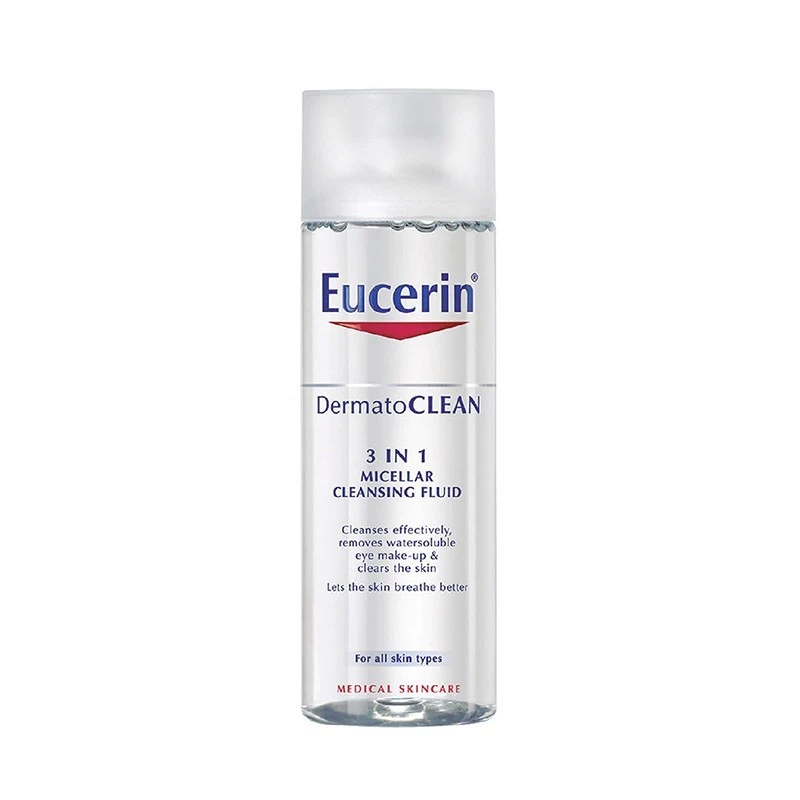 Eucerin®
DermatoCLEAN
3 IN 1
MICELLAR
CLEANSING FLUID
Cleanses effectively,
removes watersoluble
eye make-up &
clears the skin
Lets the skin breathe better
For all skin types
MEDICAL SKINCARE